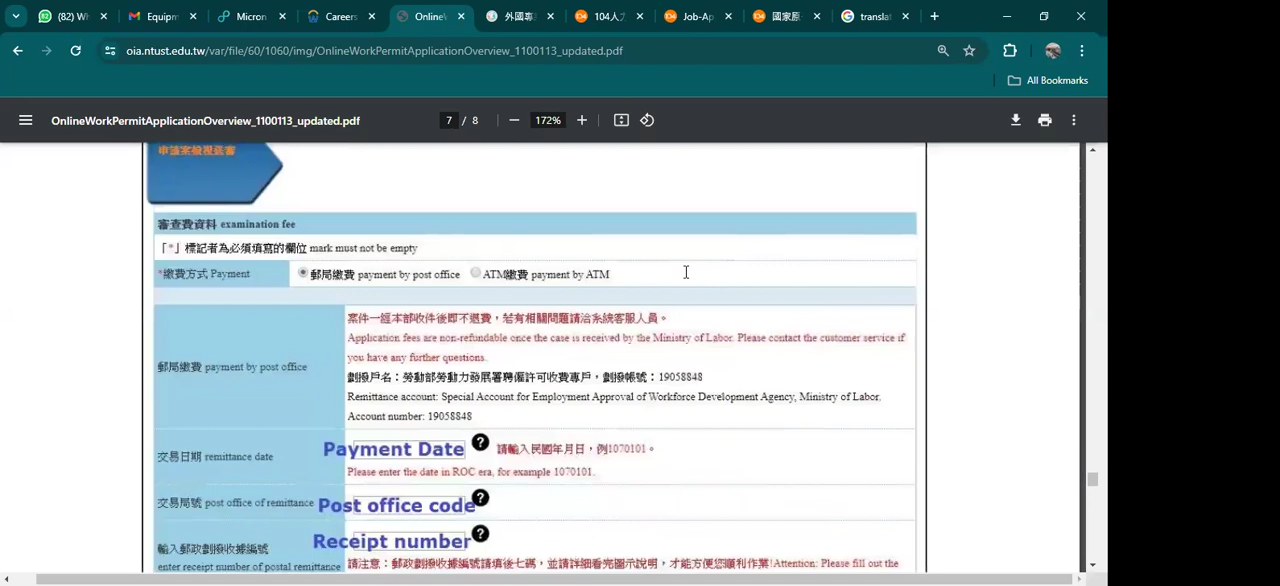 (82) Wh
Equipm
Micron
Careers
Online
外國專
104人力
Job-Ap
國家原
translat
oia.ntust.edu.tw/var/file/60/1060/img/OnlineWorkPermitApplicationOverview_1100113_updated.pdf
All Bookmarks
OnlineWorkPermitApplicationOverview_1100113_updated.pdf
7 / 8
172%
審查費資料 examination fee
「*」標記者為必須填寫的欄位 mark must not be empty
*繳費方式 Payment
郵局繳費 payment by post office
ATM繳費 payment by ATM
案件一經本部收件後即不退費，若有相關問題請洽系統客服人員。
Application fees are non-refundable once the case is received by the Ministry of Labor. Please contact the customer service if
you have any further questions.
郵局繳費 payment by post office
劃撥戶名：勞動部勞動力發展署聘僱許可收費專戶，劃撥帳號：19058848
Remittance account: Special Account for Employment Approval of Workforce Development Agency, Ministry of Labor.
Account number: 19058848
交易日期 remittance date
Payment Date
請輸入民國年月日，例1070101。
Please enter the date in ROC era, for example 1070101.
交易局號 post office of remittance
Post office code
Receipt number
輸入郵政劃撥收據編號
enter receipt number of postal remittance
請注意：郵政劃撥收據編號請填後七碼，並請詳細看完圖示說明，才能方便您順利作業!Attention: Please fill out the